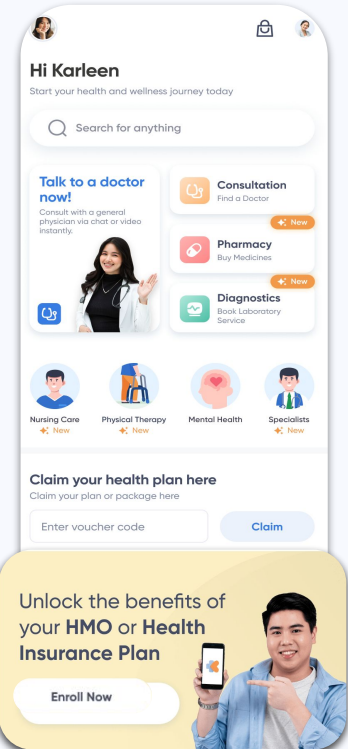 Hi Karleen
Start your health and wellness journey today
Search for anything
Talk to a doctor
now!
Consult with a general
physician via chat or video
instantly.
Consultation
Find a Doctor
New
Pharmacy
Buy Medicines
New
Diagnostics
Book Laboratory
Service
Nursing Care
New
Physical Therapy
New
Mental Health
Specialists
New
Claim your health plan here
Claim your plan or package here
Enter voucher code
Claim
Unlock the benefits of
your HMO or Health
Insurance Plan
Enroll Now